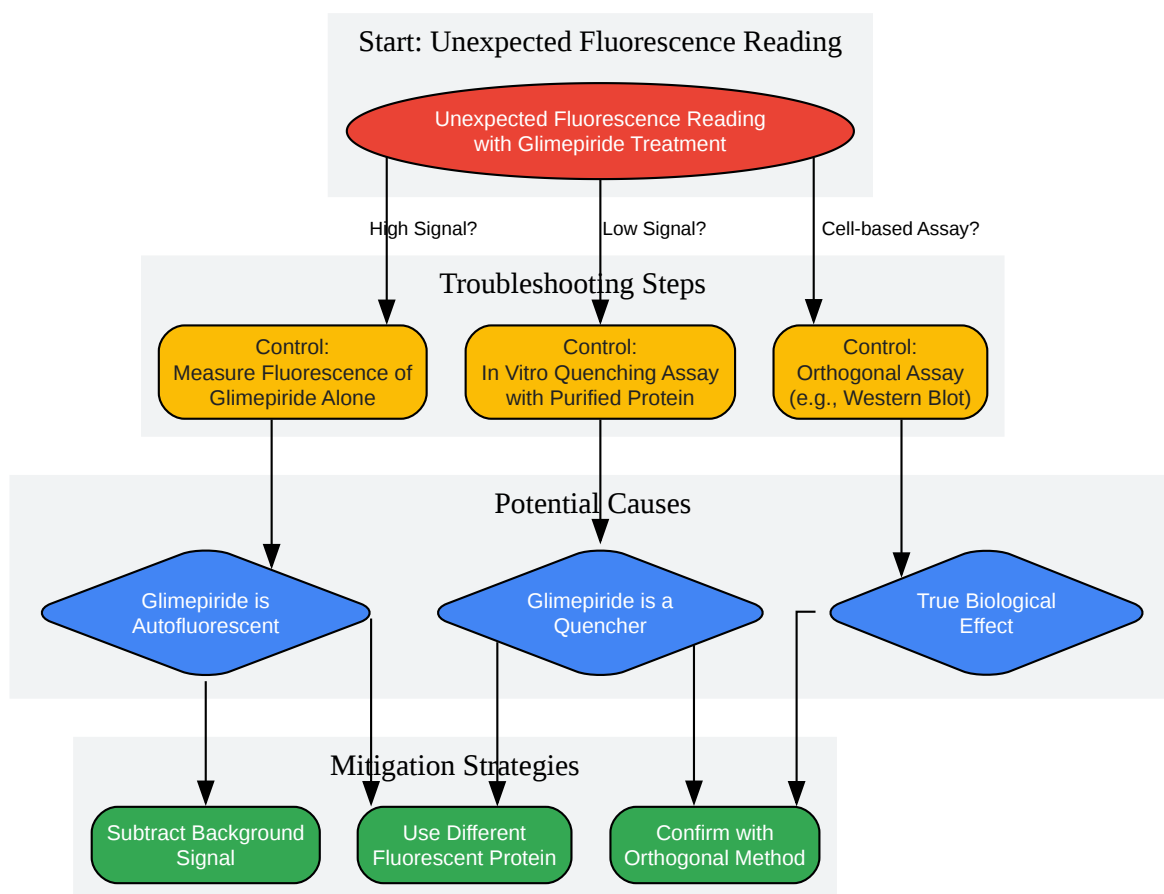 Start: Unexpected Fluorescence Reading
Unexpected Fluorescence Reading
with Glimepiride Treatment
High Signal?
Low Signal?
Cell-based Assay?
Troubleshooting Steps
Control:
Measure Fluorescence of
Glimepiride Alone
Control:
In Vitro Quenching Assay
with Purified Protein
Control:
Orthogonal Assay
(e.g., Western Blot)
Potential Causes
Glimepiride is
Autofluorescent
Glimepiride is a
Quencher
True Biological
Effect
Mitigation Strategies
Subtract Background
Signal
Use Different
Fluorescent Protein
Confirm with
Orthogonal Method